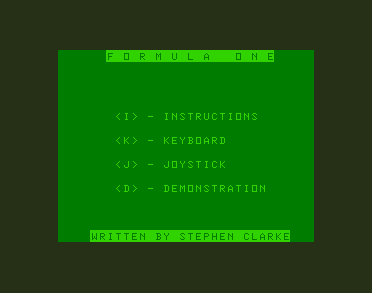 F O R M U L A   O N E
<I> - INSTRUCTIONS
<K> - KEYBOARD
<J> - JOYSTICK
<D> - DEMONSTRATION
WRITTEN BY STEPHEN CLARKE